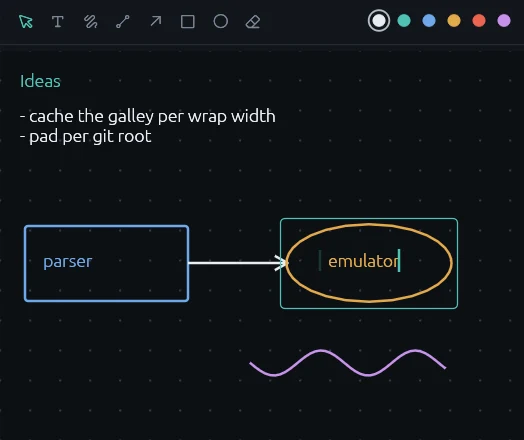 Ideas
- cache the galley per wrap width
- pad per git root
parser
emulator